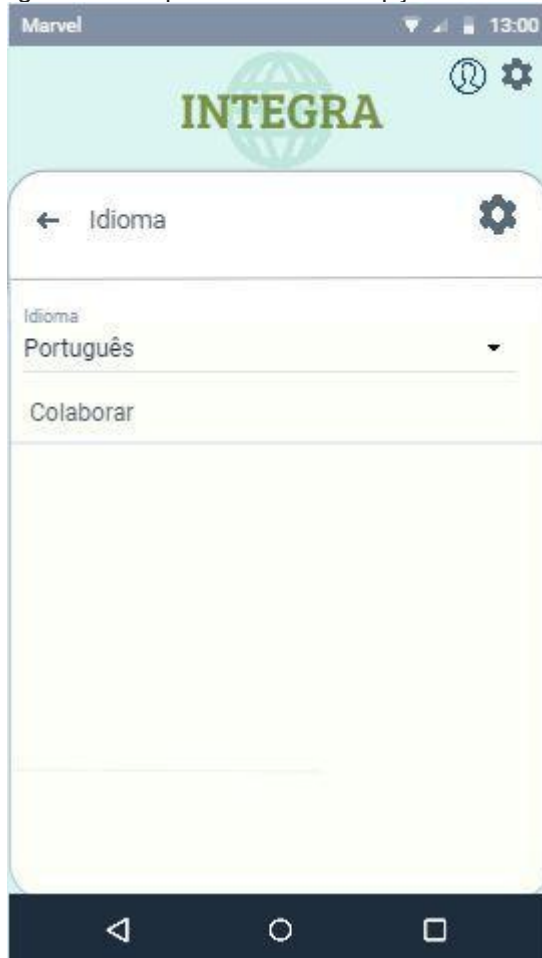 Marvel 13:00
INTEGRA
Idioma
Idioma
Português
Colaborar